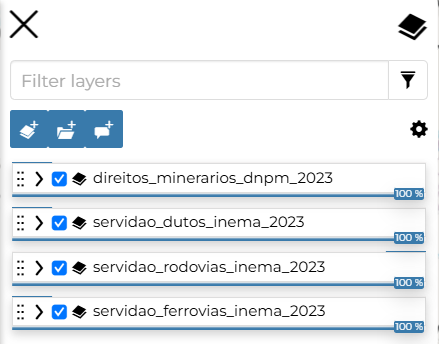 Filter layers
direitos_minerarios_dnpm_2023
100 %
servidao_dutos_inema_2023
100 %
servidao_rodovias_inema_2023
100 %
servidao_ferrovias_inema_2023
100 %